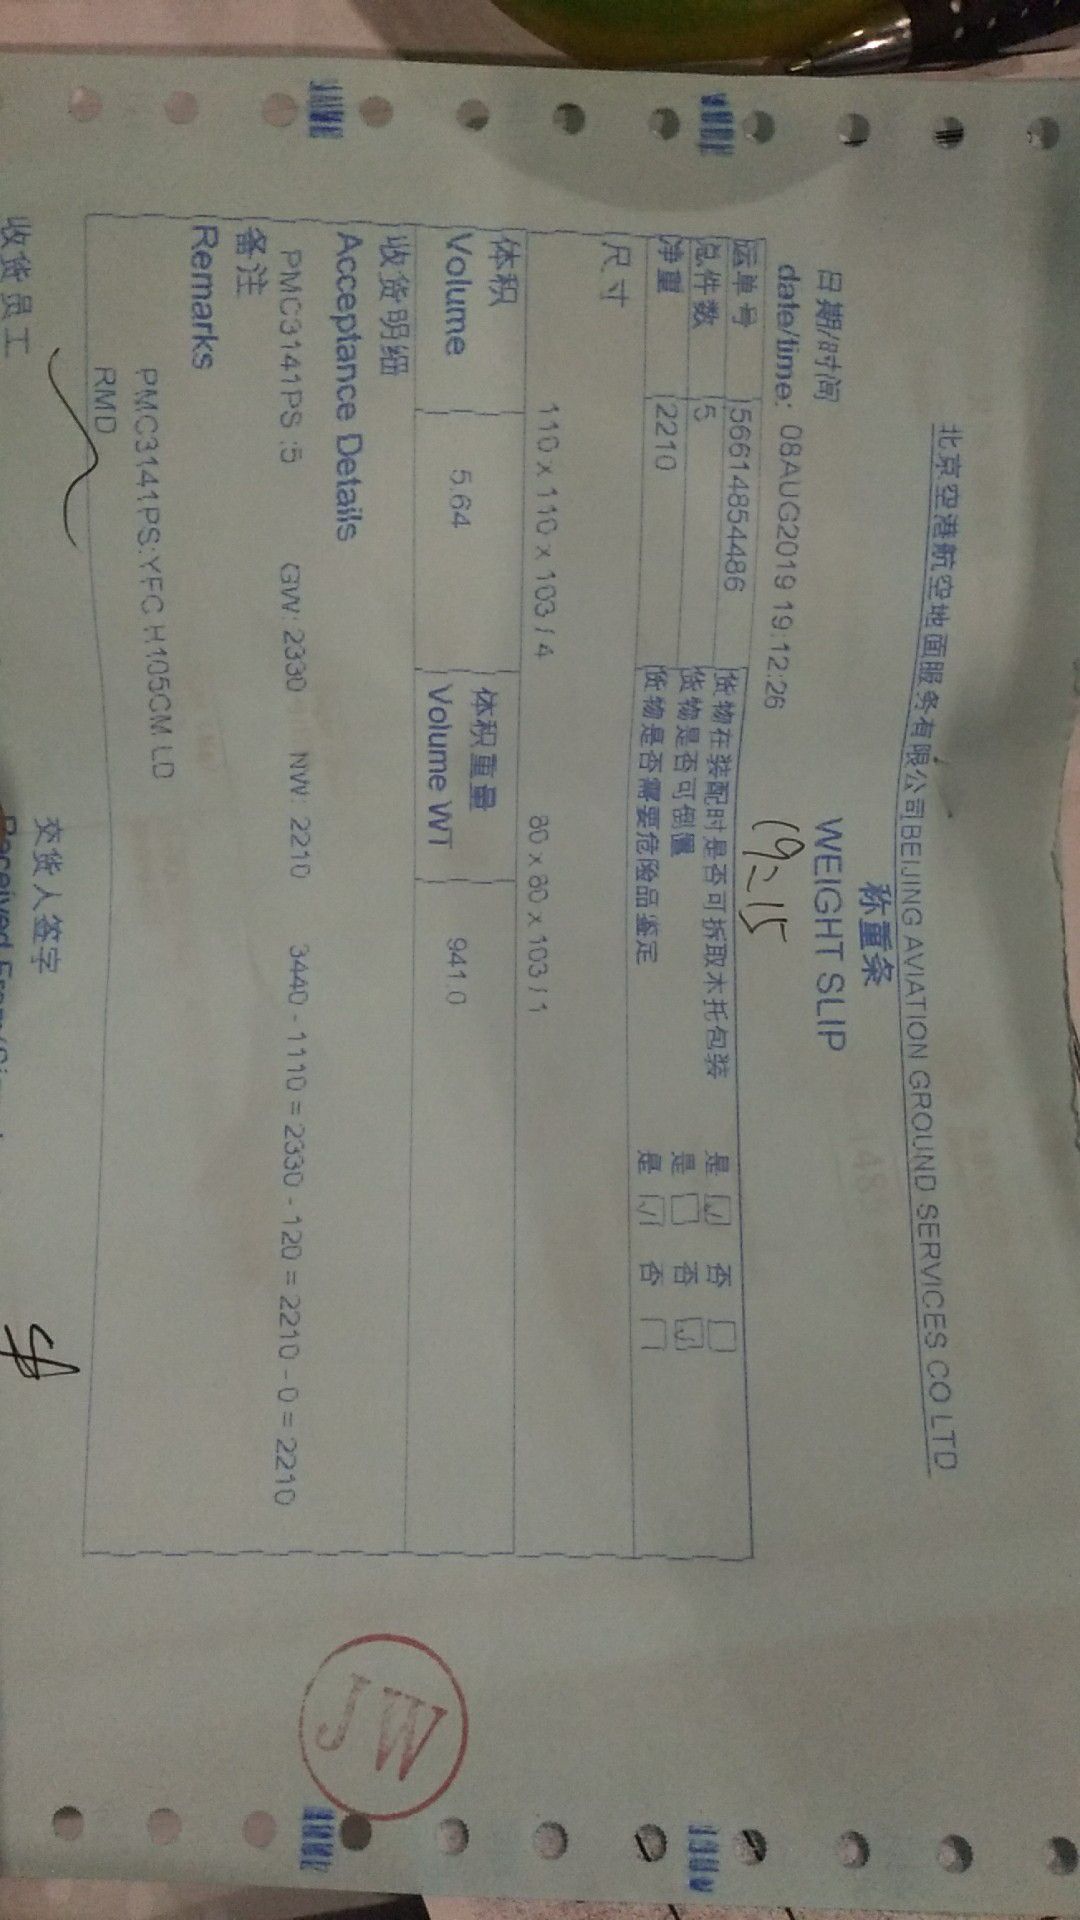 北京空港航空地面服务有限公司BEIJING AVIATION GROUND SERVICES CO LTD
称重条
WEIGHT SLIP
日期/时间
date/time: 08AUG2019 19:12:26
19:15
运单号 56614854486 货物在装配时是否可拆取木托包装 是 ☑ 否 ☐
总件数 5 货物是否可倒置 是 ☐ 否 ☑
净重 2210 货物是否需要危险品鉴定 是 ☑ 否 ☐
尺寸
110 x 110 x 103 / 4 80 x 80 x 103 / 1
体积 体积重量
Volume 5.64 Volume WT 941.0
收货明细
Acceptance Details
PMC3141PS :5 GW: 2330 NW: 2210 3440 - 1110 = 2330 - 120 = 2210 - 0 = 2210
备注
Remarks
PMC3141PS:YFC H105CM LD
RMD
收货员工 交货人签字
Received From
JW